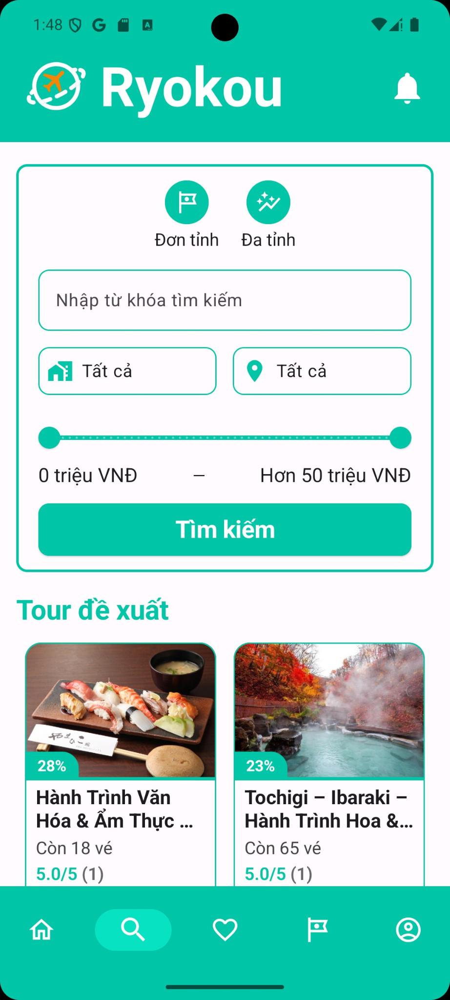 1:48
Ryokou
Đơn tỉnh
Đa tỉnh
Nhập từ khóa tìm kiếm
Tất cả
Tất cả
0 triệu VNĐ
–
Hơn 50 triệu VNĐ
Tìm kiếm
Tour đề xuất
28%
Hành Trình Văn
Hóa & Ẩm Thực ...
Còn 18 vé
5.0/5 (1)
23%
Tochigi – Ibaraki –
Hành Trình Hoa &...
Còn 65 vé
5.0/5 (1)